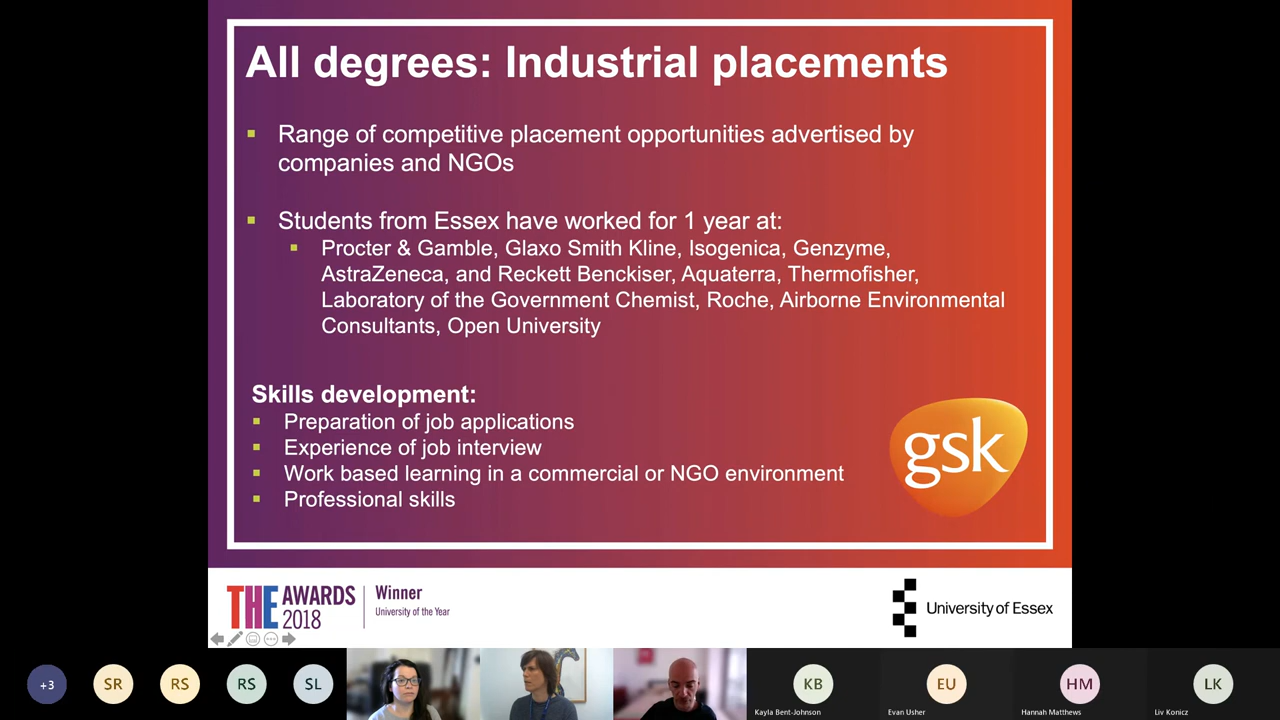 All degrees: Industrial placements
Range of competitive placement opportunities advertised by
companies and NGOs
Students from Essex have worked for 1 year at:
Procter & Gamble, Glaxo Smith Kline, Isogenica, Genzyme,
AstraZeneca, and Reckett Benckiser, Aquaterra, Thermofisher,
Laboratory of the Government Chemist, Roche, Airborne Environmental
Consultants, Open University
Skills development:
Preparation of job applications
Experience of job interview
Work based learning in a commercial or NGO environment
Professional skills
gsk
THE AWARDS 2018
Winner
University of the Year
University of Essex
+3
SR
RS
RS
SL
KB
Kayla Bent-Johnson
EU
Evan Usher
HM
Hannah Matthews
LK
Liv Konicz